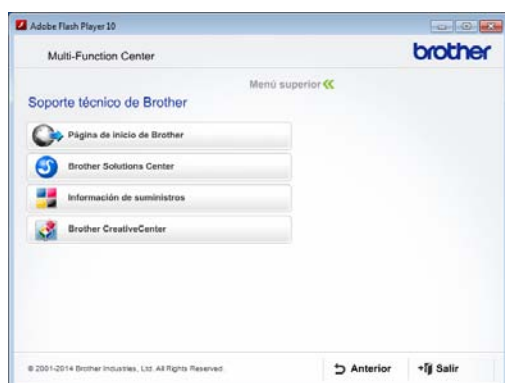 Adobe Flash Player 10
Multi-Function Center
brother
Menú superior
Soporte técnico de Brother
Página de inicio de Brother
Brother Solutions Center
Información de suministros
Brother CreativeCenter
© 2001-2014 Brother Industries, Ltd. All Rights Reserved.
Anterior
Salir